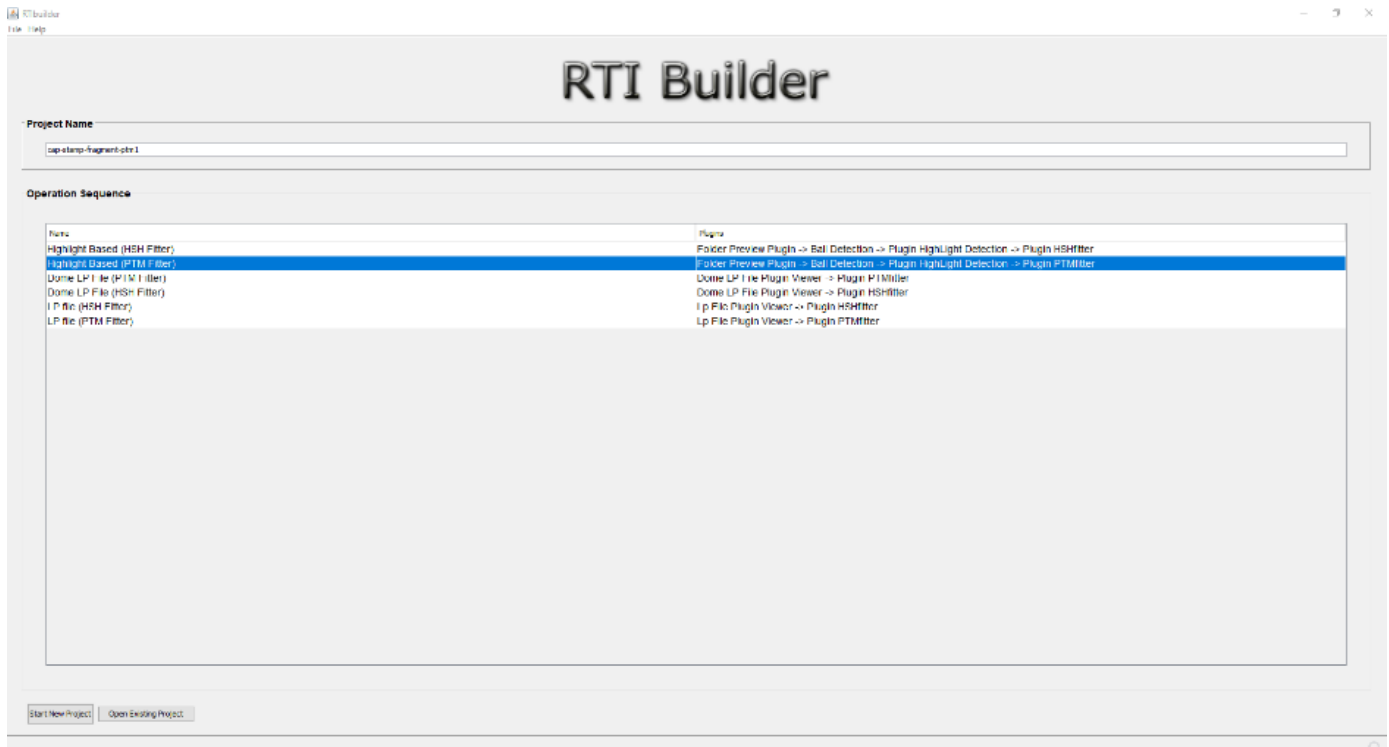 RTIbuilder
File Help
RTI Builder
Project Name
cap-stamp-fragment-ptm1
Operation Sequence
Name Plugins
Highlight Based (HSH Fitter) Folder Preview Plugin -> Ball Detection -> Plugin HighLight Detection -> Plugin HSHfitter
Highlight Based (PTM Fitter) Folder Preview Plugin -> Ball Detection -> Plugin HighLight Detection -> Plugin PTMfitter
Dome LP File (PTM Fitter) Dome LP File Plugin Viewer -> Plugin PTMfitter
Dome LP File (HSH Fitter) Dome LP File Plugin Viewer -> Plugin HSHfitter
LP file (HSH Fitter) Lp File Plugin Viewer -> Plugin HSHfitter
LP file (PTM Fitter) Lp File Plugin Viewer -> Plugin PTMfitter
Start New Project Open Existing Project